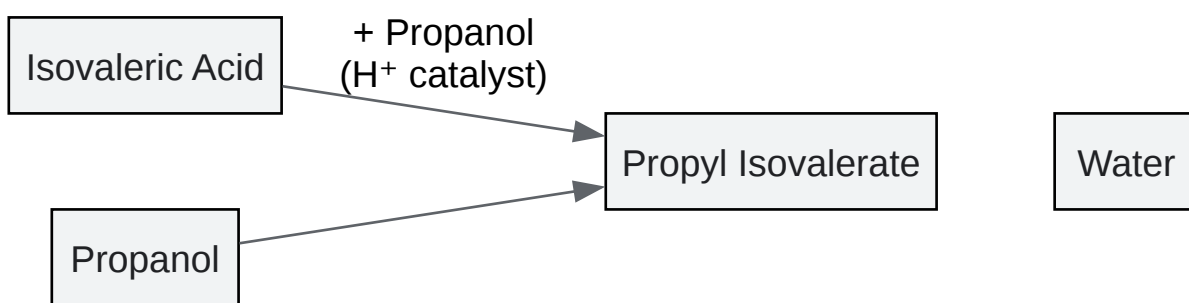 Isovaleric Acid
+ Propanol
(H⁺ catalyst)
Propyl Isovalerate
Water
Propanol